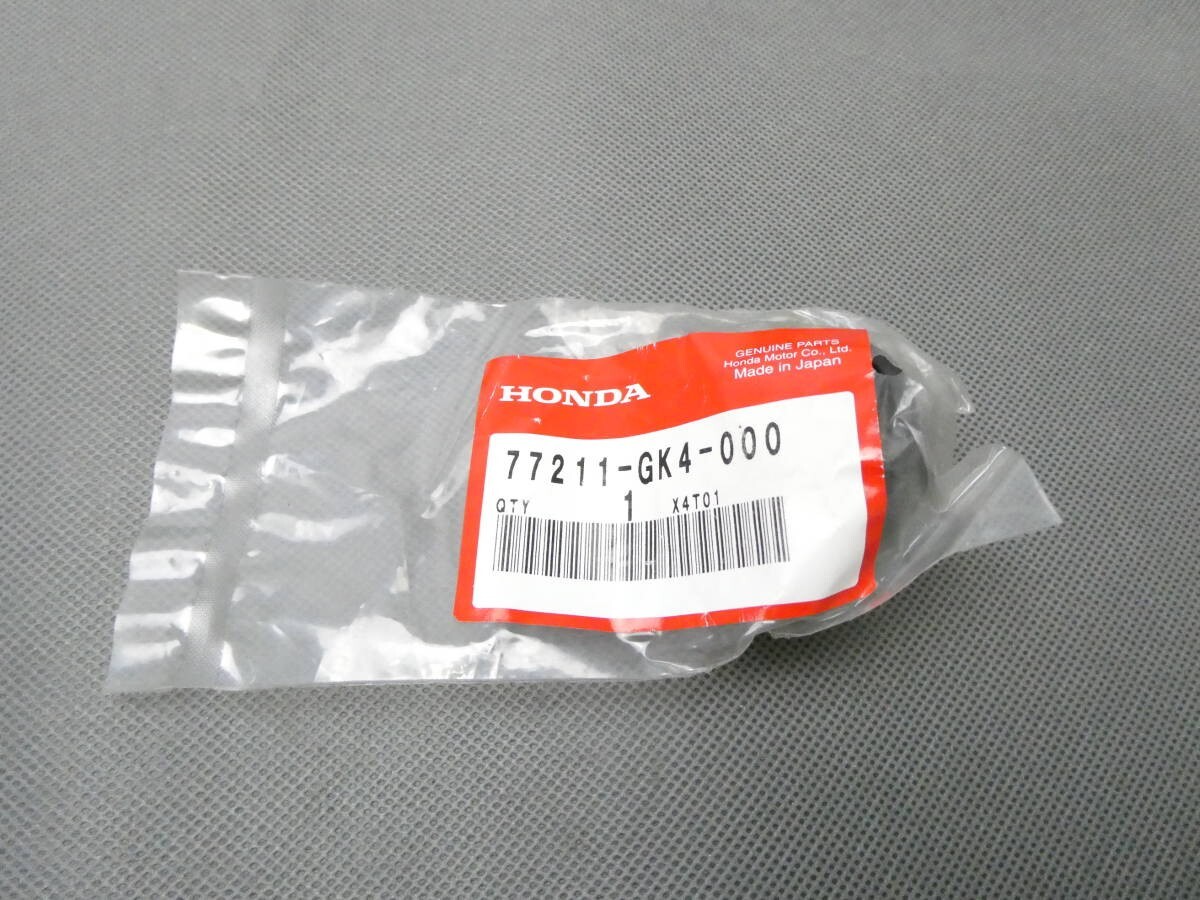 GENUINE PARTS
Honda Motor Co., Ltd.
Made in Japan
HONDA
77211-GK4-000
QTY 1 X4T01